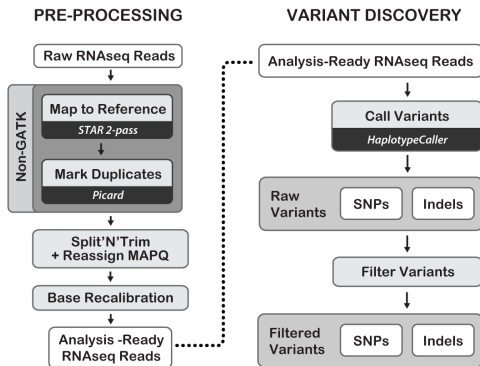 PRE-PROCESSING
Raw RNAseq Reads
Non-GATK
Map to Reference
STAR 2-pass
Mark Duplicates
Picard
Split'N'Trim
+ Reassign MAPQ
Base Recalibration
Analysis -Ready
RNAseq Reads
VARIANT DISCOVERY
Analysis-Ready RNAseq Reads
Call Variants
HaplotypeCaller
Raw
Variants
SNPs
Indels
Filter Variants
Filtered
Variants
SNPs
Indels